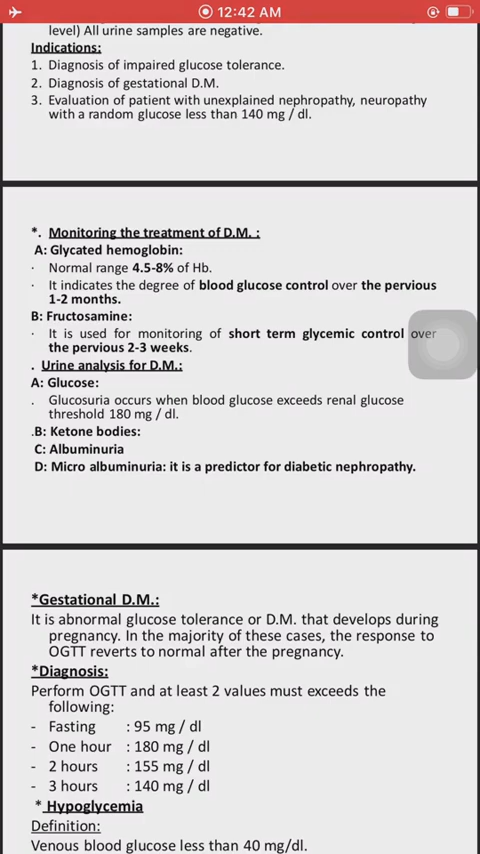 12:42 AM
level) All urine samples are negative.
Indications:
1. Diagnosis of impaired glucose tolerance.
2. Diagnosis of gestational D.M.
3. Evaluation of patient with unexplained nephropathy, neuropathy
with a random glucose less than 140 mg / dl.
*. Monitoring the treatment of D.M. :
A: Glycated hemoglobin:
· Normal range 4.5-8% of Hb.
· It indicates the degree of blood glucose control over the pervious
1-2 months.
B: Fructosamine:
· It is used for monitoring of short term glycemic control over
the pervious 2-3 weeks.
. Urine analysis for D.M.:
A: Glucose:
. Glucosuria occurs when blood glucose exceeds renal glucose
threshold 180 mg / dl.
.B: Ketone bodies:
C: Albuminuria
D: Micro albuminuria: it is a predictor for diabetic nephropathy.
*Gestational D.M.:
It is abnormal glucose tolerance or D.M. that develops during
pregnancy. In the majority of these cases, the response to
OGTT reverts to normal after the pregnancy.
*Diagnosis:
Perform OGTT and at least 2 values must exceeds the
following:
- Fasting : 95 mg / dl
- One hour : 180 mg / dl
- 2 hours : 155 mg / dl
- 3 hours : 140 mg / dl
* Hypoglycemia
Definition:
Venous blood glucose less than 40 mg/dl.